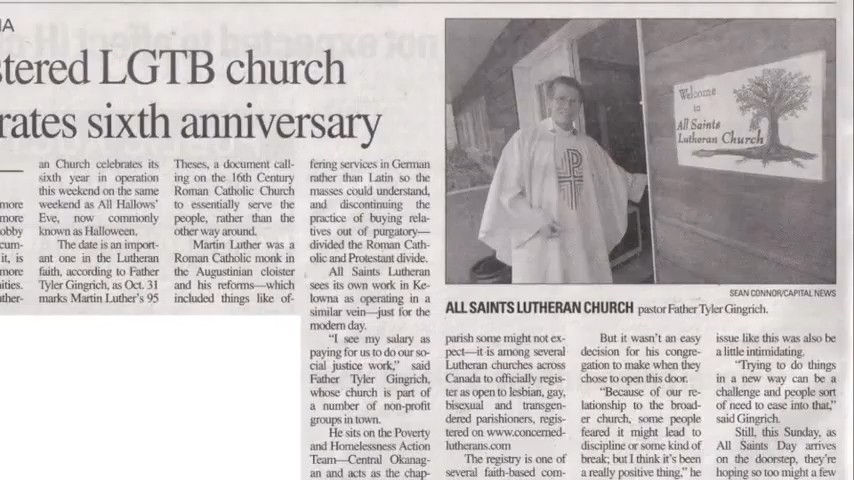 IA
stered LGTB church
rates sixth anniversary
more
more
obby
cum-
it, is
more
ities.
uther-
an Church celebrates its
sixth year in operation
this weekend on the same
weekend as All Hallows'
Eve, now commonly
known as Halloween.
The date is an import-
ant one in the Lutheran
faith, according to Father
Tyler Gingrich, as Oct. 31
marks Martin Luther's 95
Theses, a document call-
ing on the 16th Century
Roman Catholic Church
to essentially serve the
people, rather than the
other way around.
Martin Luther was a
Roman Catholic monk in
the Augustinian cloister
and his reforms—which
included things like of-
fering services in German
rather than Latin so the
masses could understand,
and discontinuing the
practice of buying rela-
tives out of purgatory—
divided the Roman Cath-
olic and Protestant divide.
All Saints Lutheran
sees its own work in Ke-
lowna as operating in a
similar vein—just for the
modern day.
"I see my salary as
paying for us to do our so-
cial justice work," said
Father Tyler Gingrich,
whose church is part of
a number of non-profit
groups in town.
He sits on the Poverty
and Homelessness Action
Team—Central Okanag-
an and acts as the chap-
Welcome
to
All Saints
Lutheran Church
SEAN CONNOR/CAPITAL NEWS
ALL SAINTS LUTHERAN CHURCH pastor Father Tyler Gingrich.
parish some might not ex-
pect—it is among several
Lutheran churches across
Canada to officially regis-
ter as open to lesbian, gay,
bisexual and transgen-
dered parishioners, regis-
tered on www.concerned-
lutherans.com
The registry is one of
several faith-based com-
But it wasn't an easy
decision for his congre-
gation to make when they
chose to open this door.
"Because of our re-
lationship to the broad-
er church, some people
feared it might lead to
discipline or some kind of
break; but I think it's been
a really positive thing," he
issue like this was also be
a little intimidating.
"Trying to do things
in a new way can be a
challenge and people sort
of need to ease into that,"
said Gingrich.
Still, this Sunday, as
All Saints Day arrives
on the doorstep, they're
hoping so too might a few